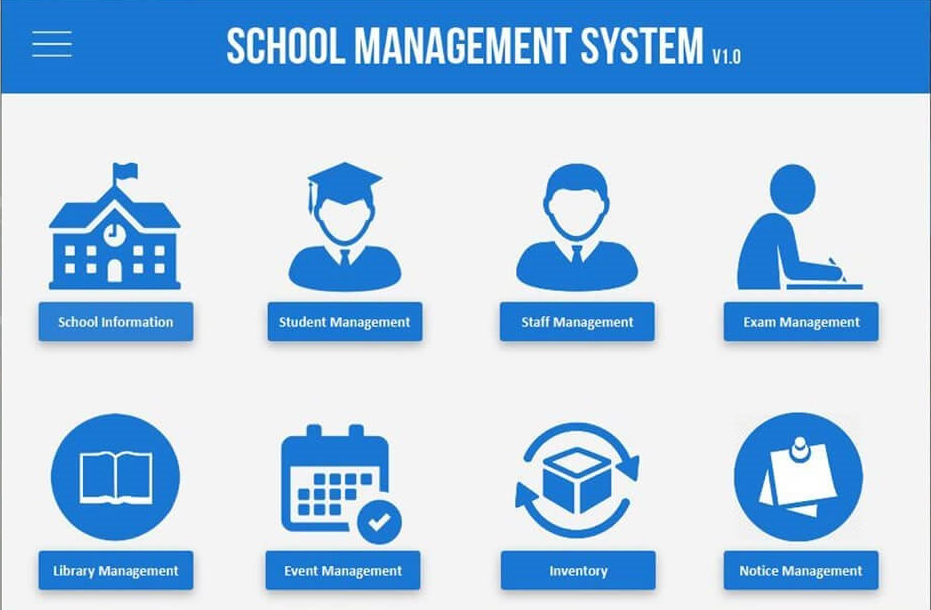 SCHOOL MANAGEMENT SYSTEM V1.0
School Information
Student Management
Staff Management
Exam Management
Library Management
Event Management
Inventory
Notice Management